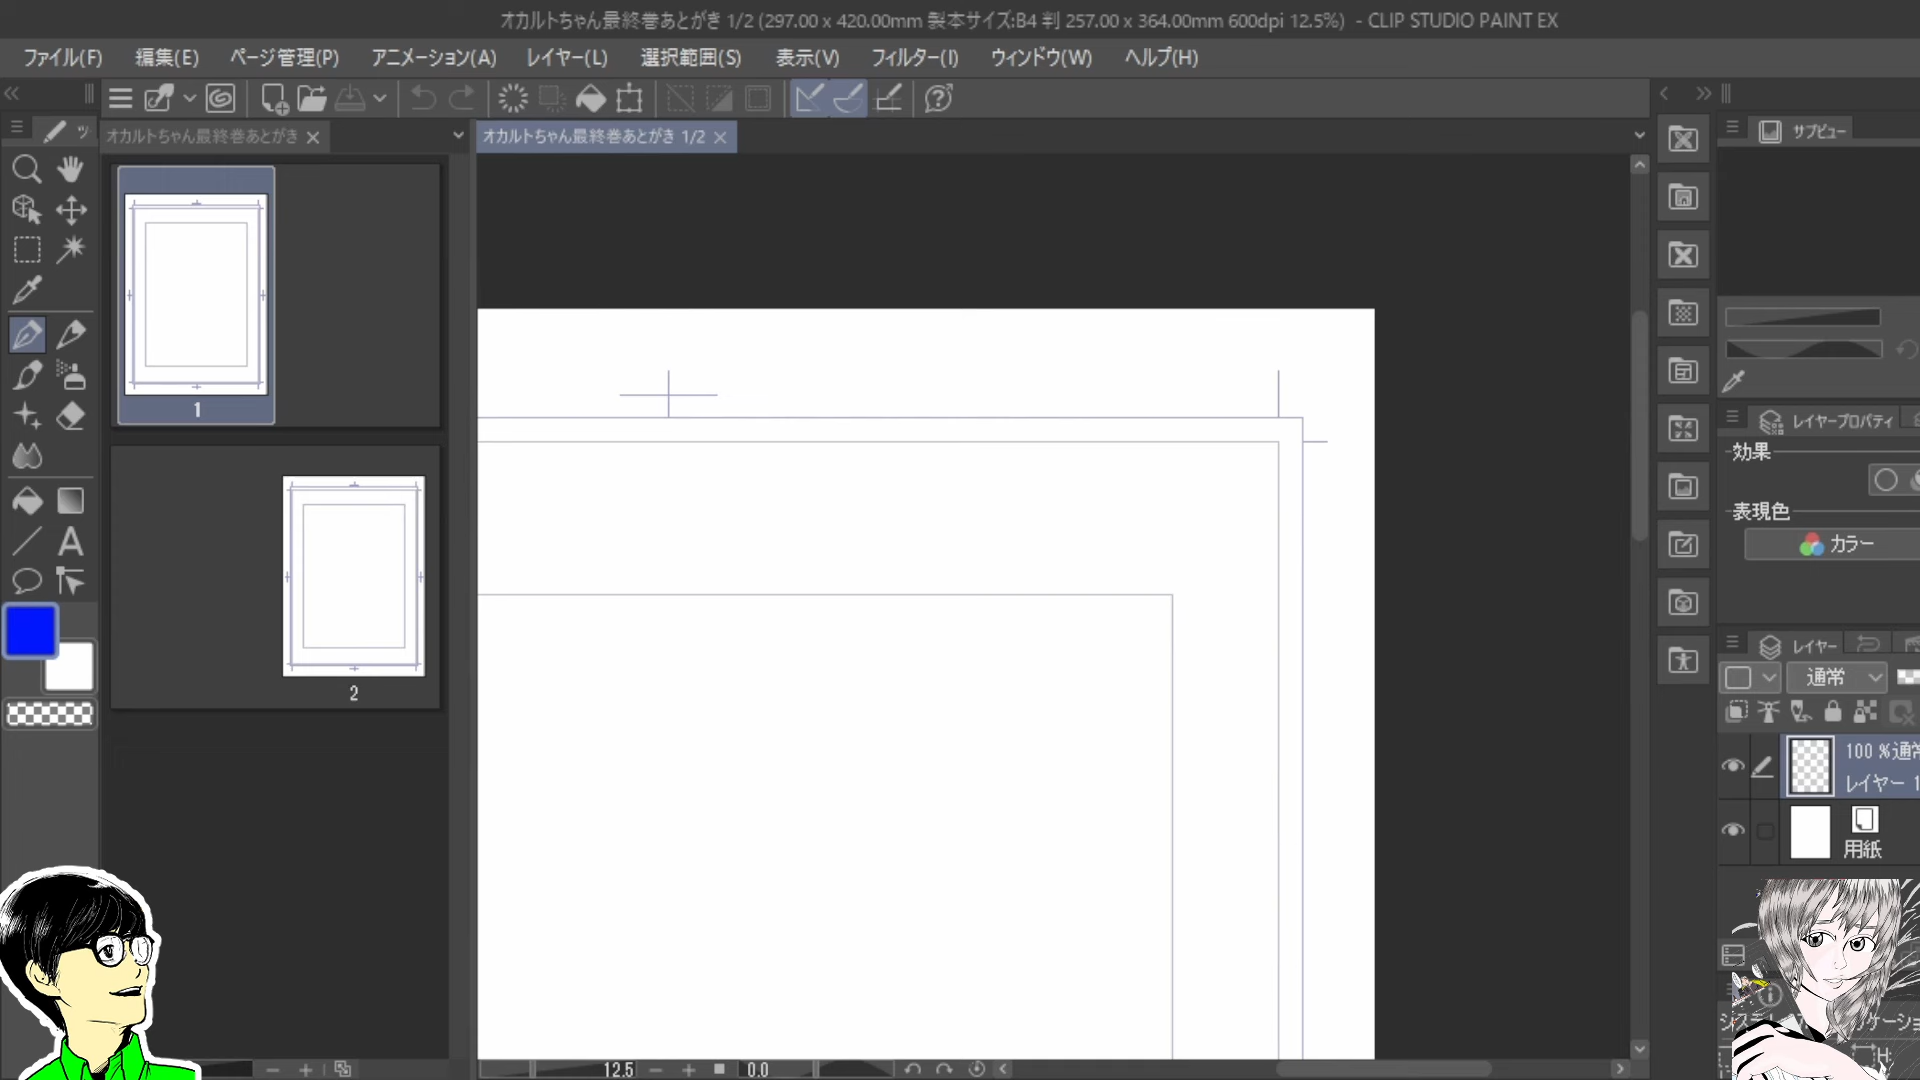 オカルトちゃん最終巻あとがき 1/2 (297.00 x 420.00mm 製本サイズ:B4 判 257.00 x 364.00mm 600dpi 12.5%) - CLIP STUDIO PAINT EX
ファイル(F) 編集(E) ページ管理(P) アニメーション(A) レイヤー(L) 選択範囲(S) 表示(V) フィルター(I) ウィンドウ(W) ヘルプ(H)
ツ オカルトちゃん最終巻あとがき オカルトちゃん最終巻あとがき 1/2
サブビュー
1
2
レイヤープロパティ
効果
表現色
カラー
レイヤー
通常
100 %通常
レイヤー 1
用紙
12.5 0.0